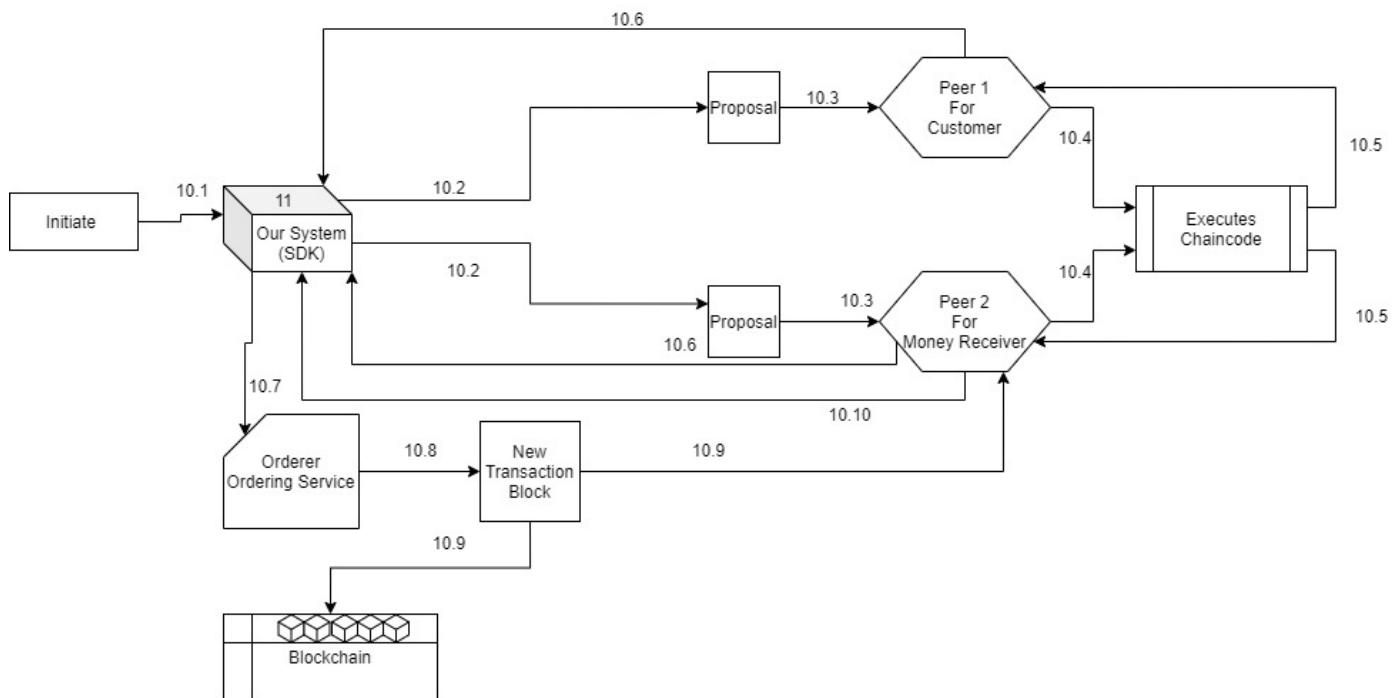 10.6
Peer 1
For
Customer
Proposal
10.3
10.4
10.5
10.1
Initiate
11
Our System
(SDK)
10.2
10.2
Executes
Chaincode
10.4
10.5
Proposal
10.3
Peer 2
For
Money Receiver
10.6
10.7
10.10
Orderer
Ordering Service
10.8
New
Transaction
Block
10.9
10.9
Blockchain